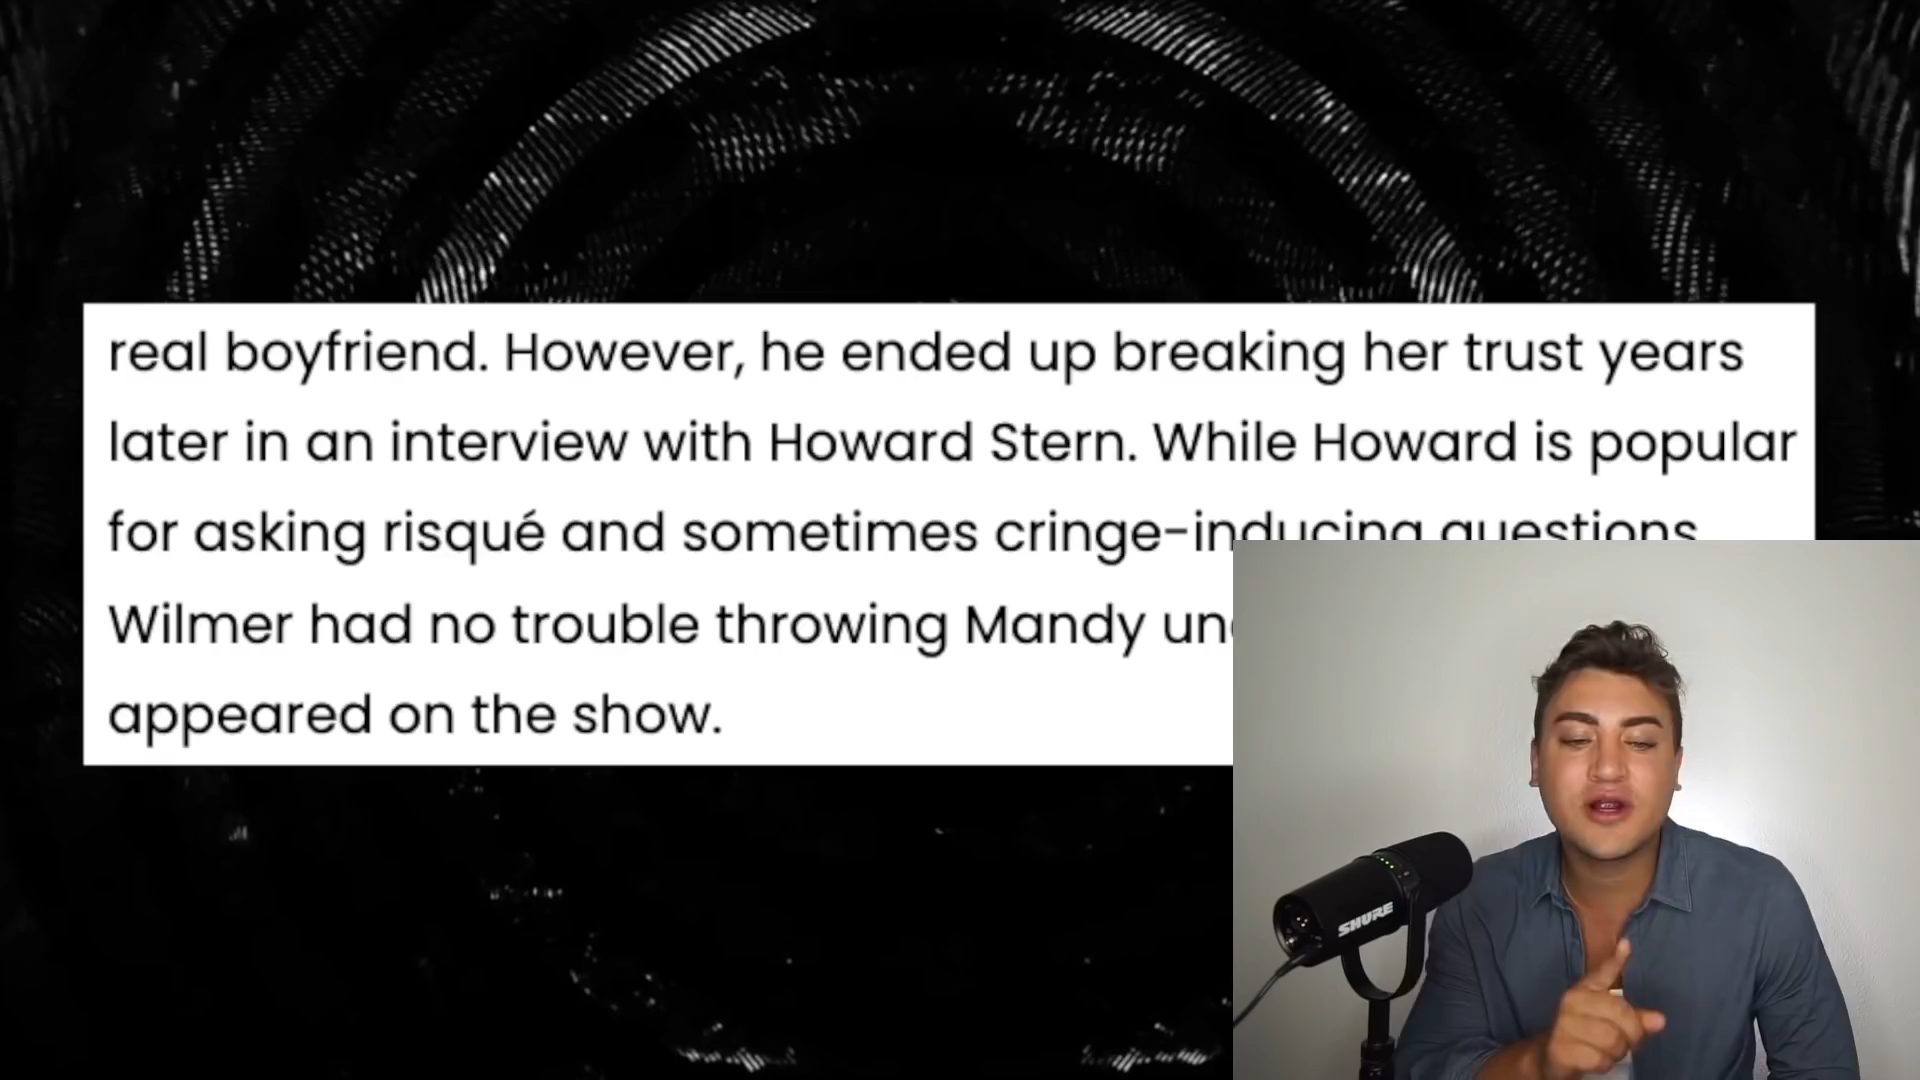 real boyfriend. However, he ended up breaking her trust years
later in an interview with Howard Stern. While Howard is popular
for asking risqué and sometimes cringe-inducing questions
Wilmer had no trouble throwing Mandy
appeared on the show.
SHURE